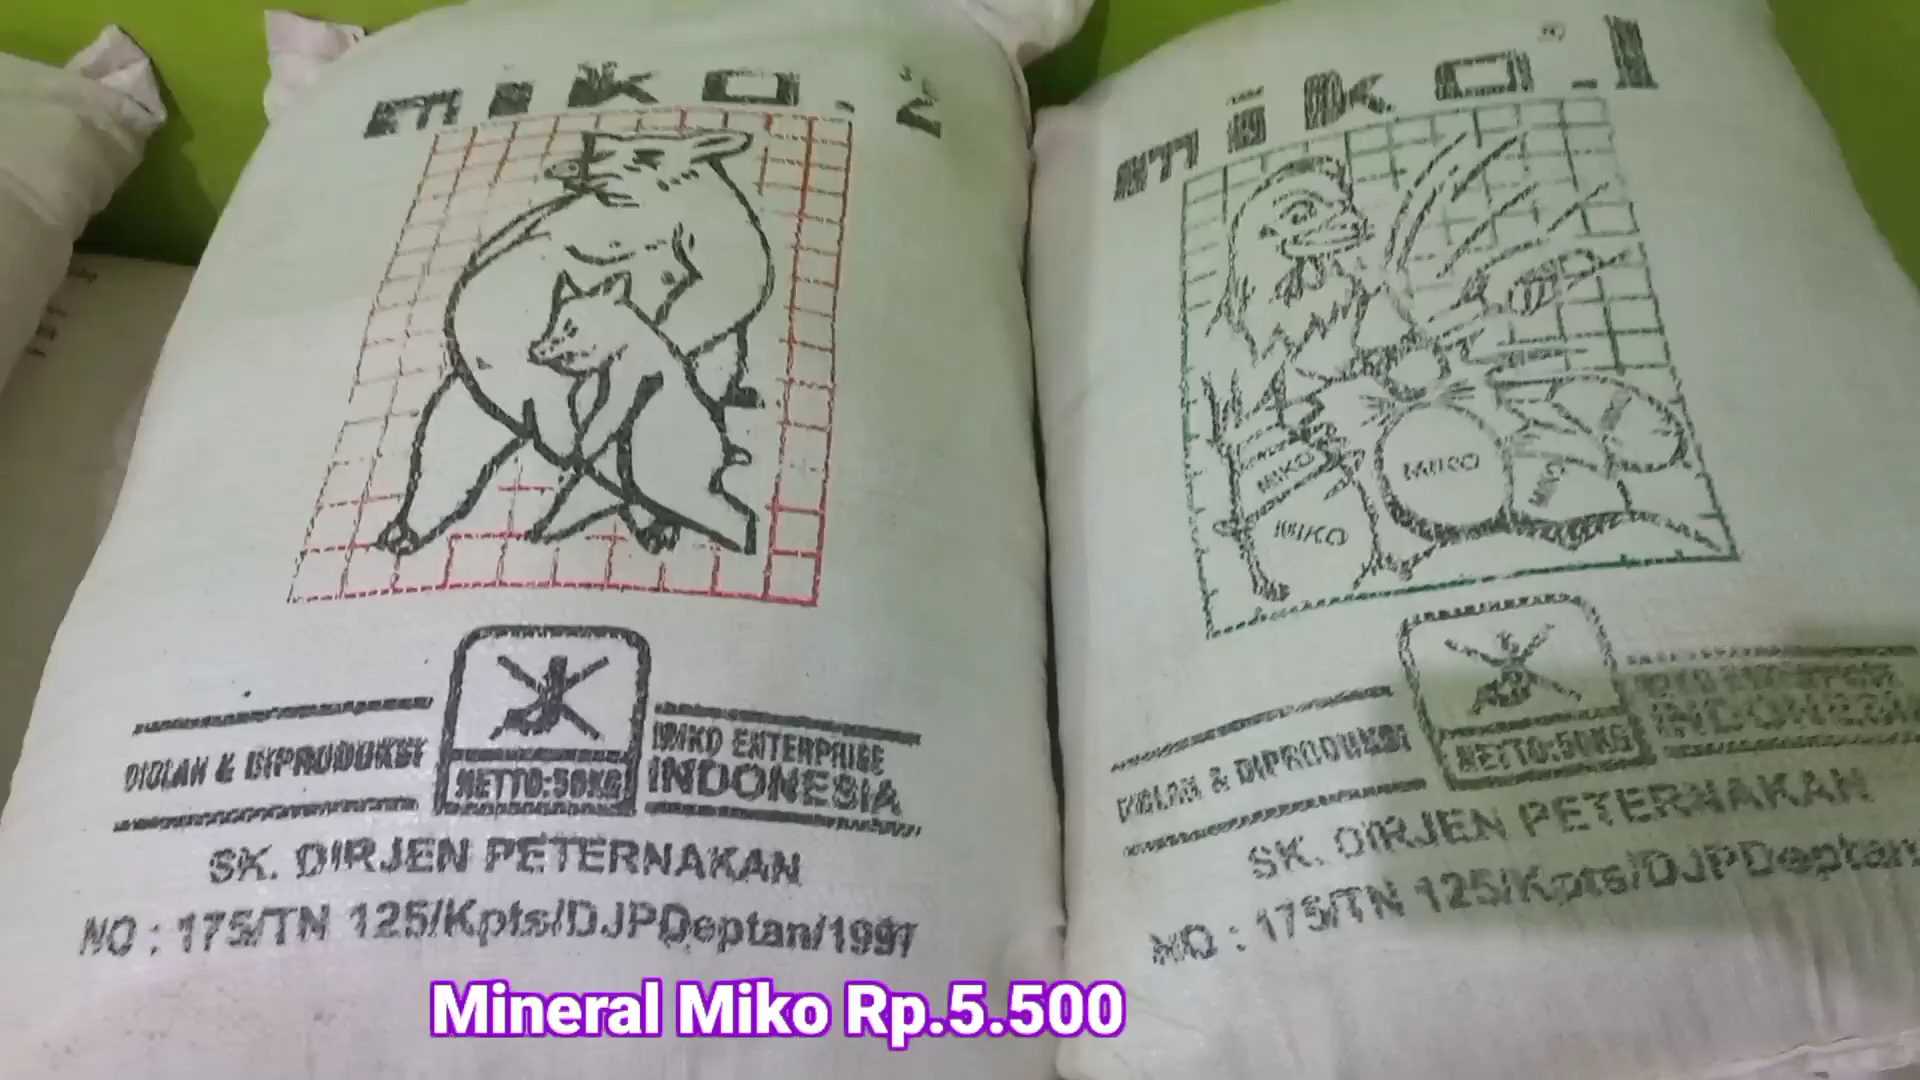 miko. 2
DIOLAH & DIPRODUKSI
NETTO:50KG
MIKO ENTERPRISE
INDONESIA
SK. DIRJEN PETERNAKAN
NO : 175/TN 125/Kpts/DJPDeptan/1997
miko.1
MIKO
MIKO
MIKO
MIKO
DIOLAH & DIPRODUKSI
NETTO:50KG
INDONESIA
SK. DIRJEN PETERNAKAN
NO : 175/TN 125/Kpts/DJPDeptan
Mineral Miko Rp.5.500